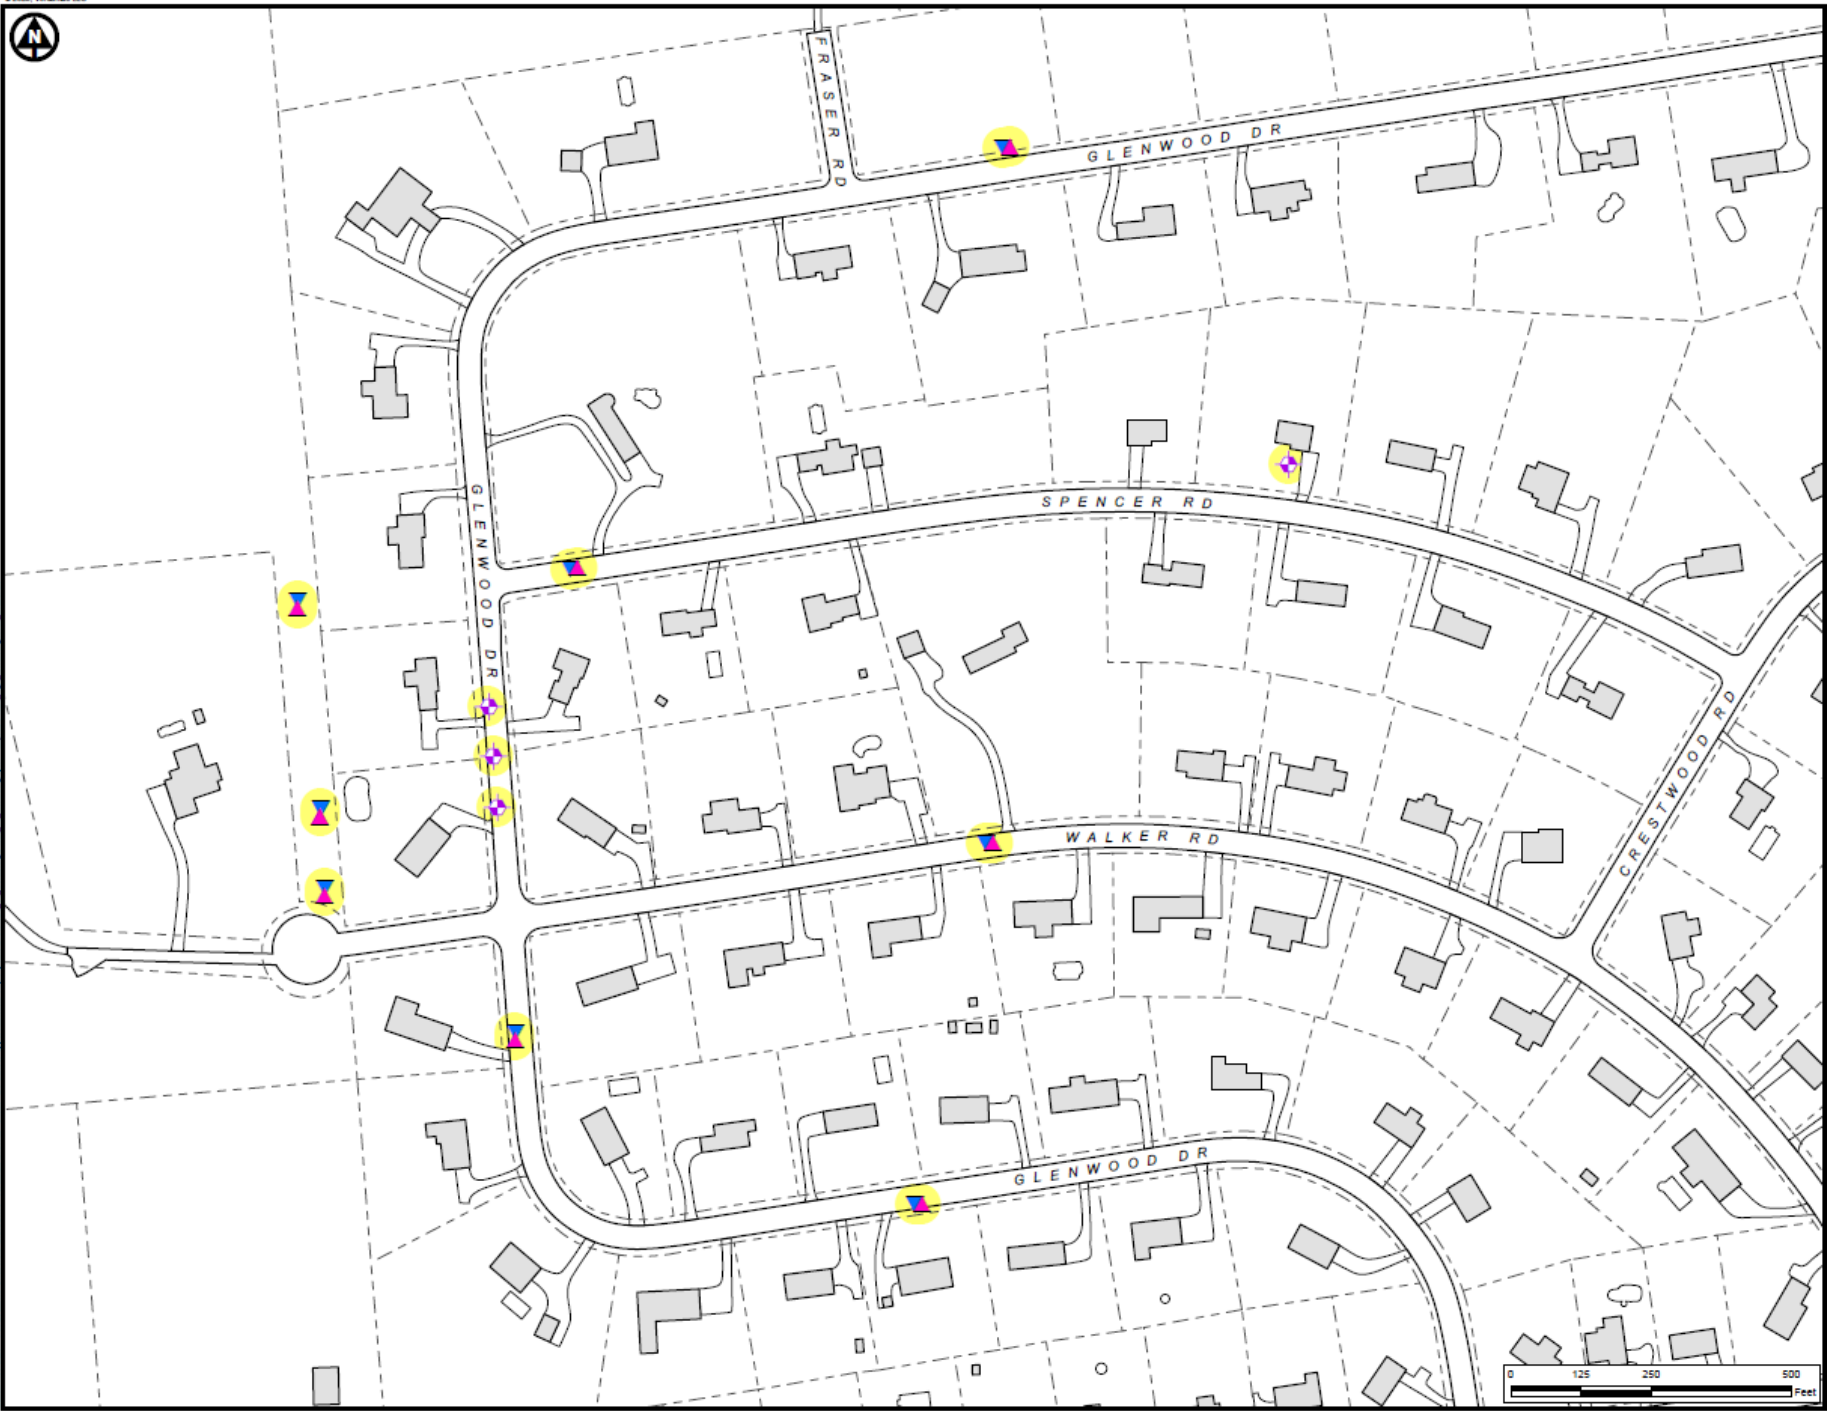 N
FRASER RD
GLENWOOD DR
GLENWOOD DR
SPENCER RD
CRESTWOOD RD
WALKER RD
GLENWOOD DR
0 125 250 500
Feet